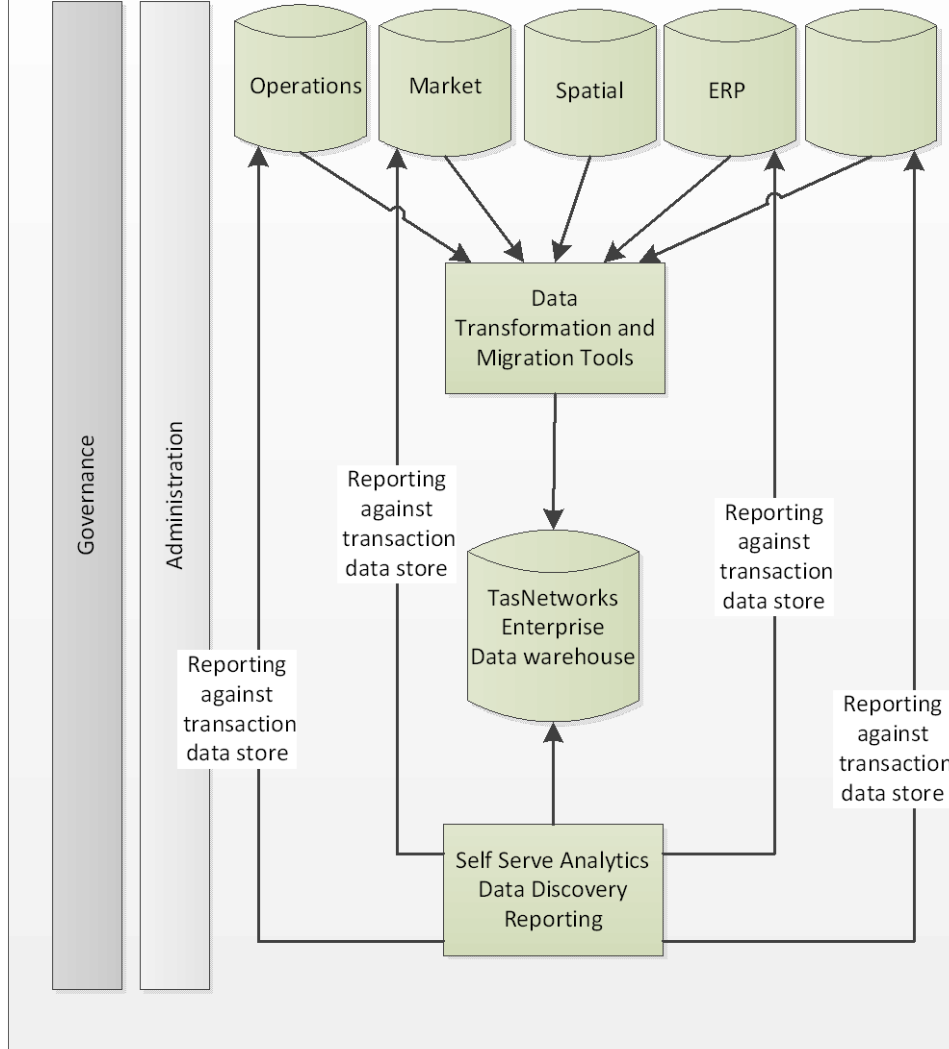 Operations
Market
Spatial
ERP
Data
Transformation and
Migration Tools
Governance
Administration
Reporting
against
transaction
data store
Reporting
against
transaction
data store
TasNetworks
Enterprise
Data warehouse
Reporting
against
transaction
data store
Reporting
against
transaction
data store
Self Serve Analytics
Data Discovery
Reporting